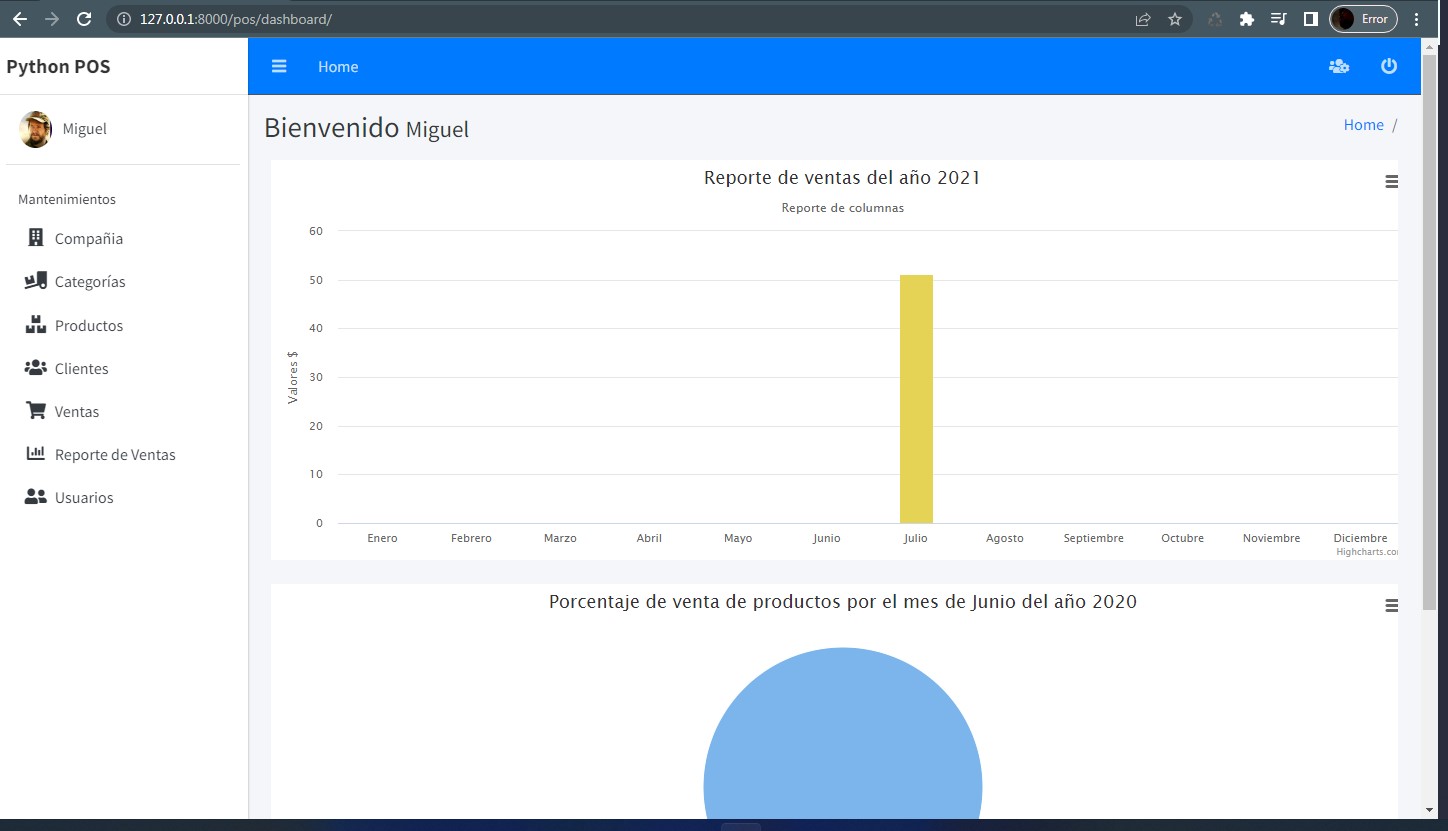 127.0.0.1:8000/pos/dashboard/
Error
Python POS
Home
Miguel
Bienvenido Miguel
Home /
Mantenimientos
Compañia
Categorías
Productos
Clientes
Ventas
Reporte de Ventas
Usuarios
Reporte de ventas del año 2021
Reporte de columnas
Valores $
60
50
40
30
20
10
0
Enero Febrero Marzo Abril Mayo Junio Julio Agosto Septiembre Octubre Noviembre Diciembre
Highcharts.co
Porcentaje de venta de productos por el mes de Junio del año 2020